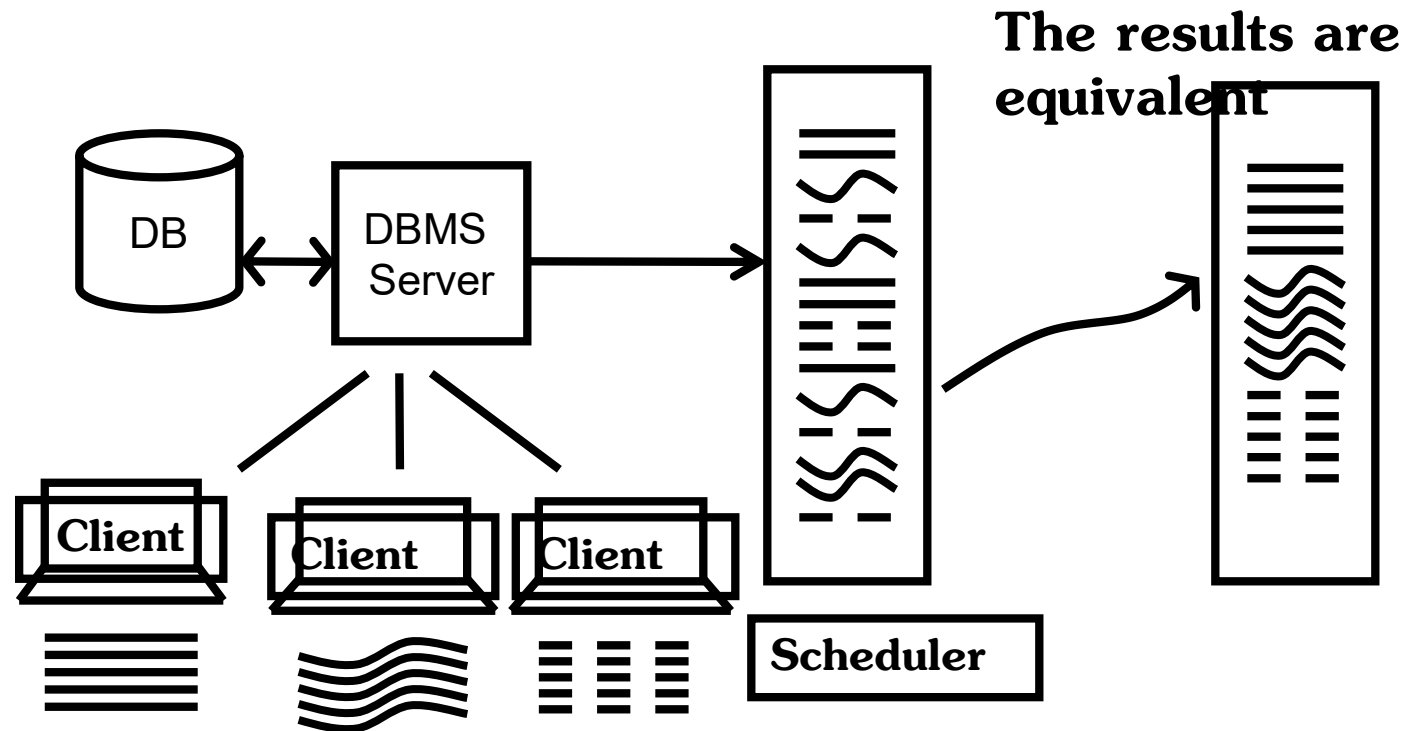 The results are
equivalent
DB
DBMS
Server
Client
Client
Client
Scheduler